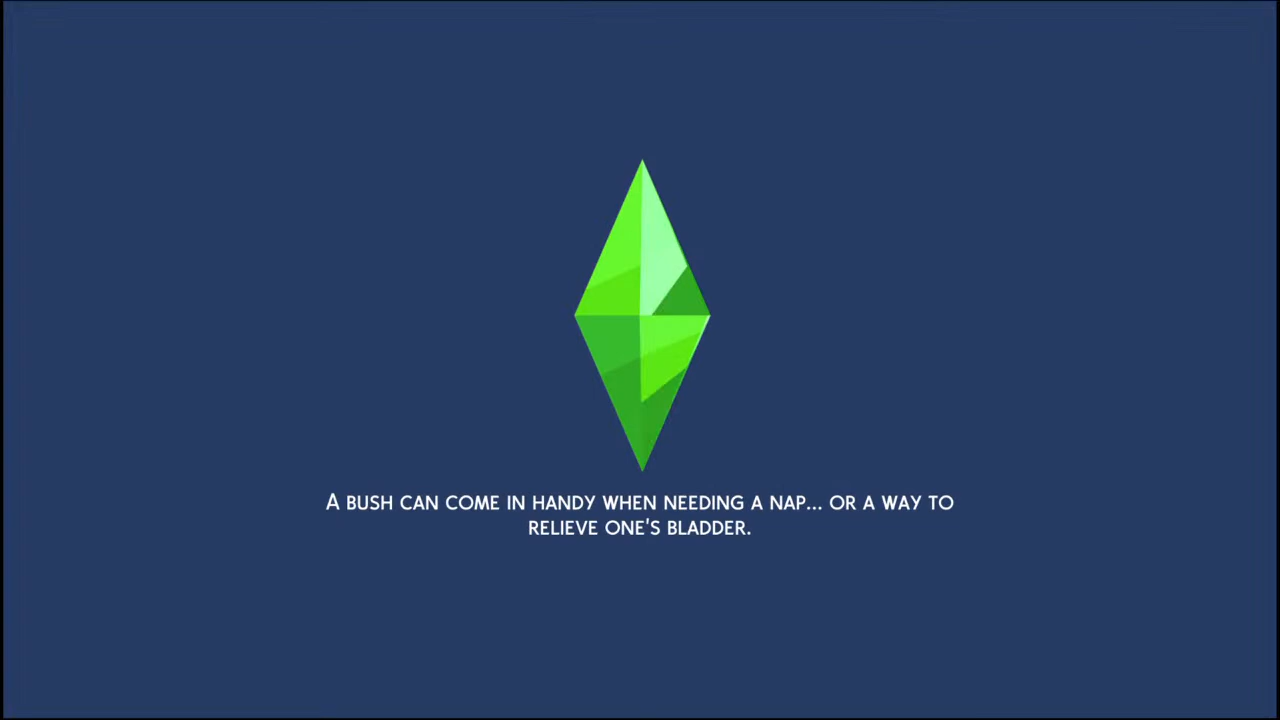 A BUSH CAN COME IN HANDY WHEN NEEDING A NAP... OR A WAY TO
RELIEVE ONE'S BLADDER.